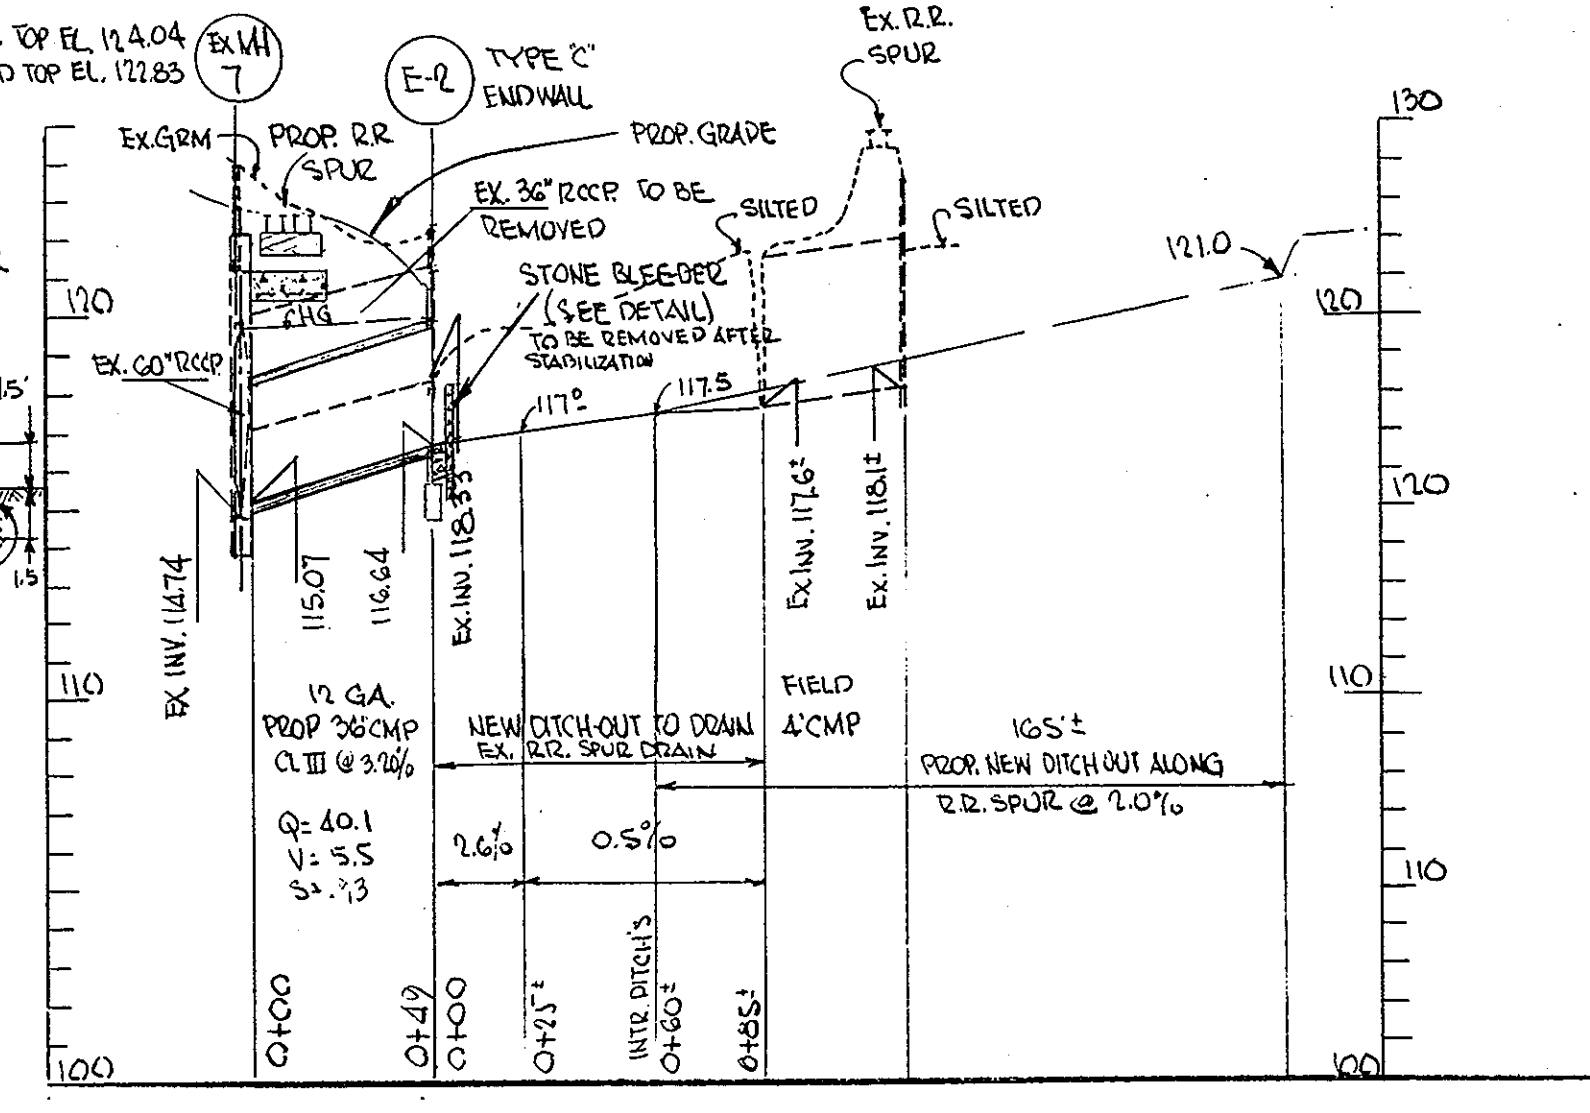 TOP EL. 124.04
TOP EL. 122.83
EX MH
7
E-2
TYPE "C"
ENDWALL
EX. R.R.
SPUR
130
EX.GRM
PROP. R.R
SPUR
PROP. GRADE
EX. 36" RCCP. TO BE
REMOVED
SILTED
SILTED
121.0
STONE BLEEDER
(SEE DETAIL)
TO BE REMOVED AFTER
STABILIZATION
120
120
6HG
EX. 60" RCCP.
1.5'
117.0
117.5
120
1.5
EX INV. 114.74
115.07
116.64
EX. INV. 118.33
EX INV. 117.6±
EX. INV. 118.1±
110
110
12 GA.
PROP 36" CMP
CL III @ 3.20%
NEW DITCH-OUT TO DRAIN
EX. R.R. SPUR DRAIN
FIELD
4' CMP
165'±
PROP. NEW DITCH OUT ALONG
R.R. SPUR @ 2.0%
Q= 40.1
V= 5.5
2.6%
0.5%
110
0+00
0+49
0+00
0+25±
INTR. DITCH'S
0+60±
0+85±
100
100